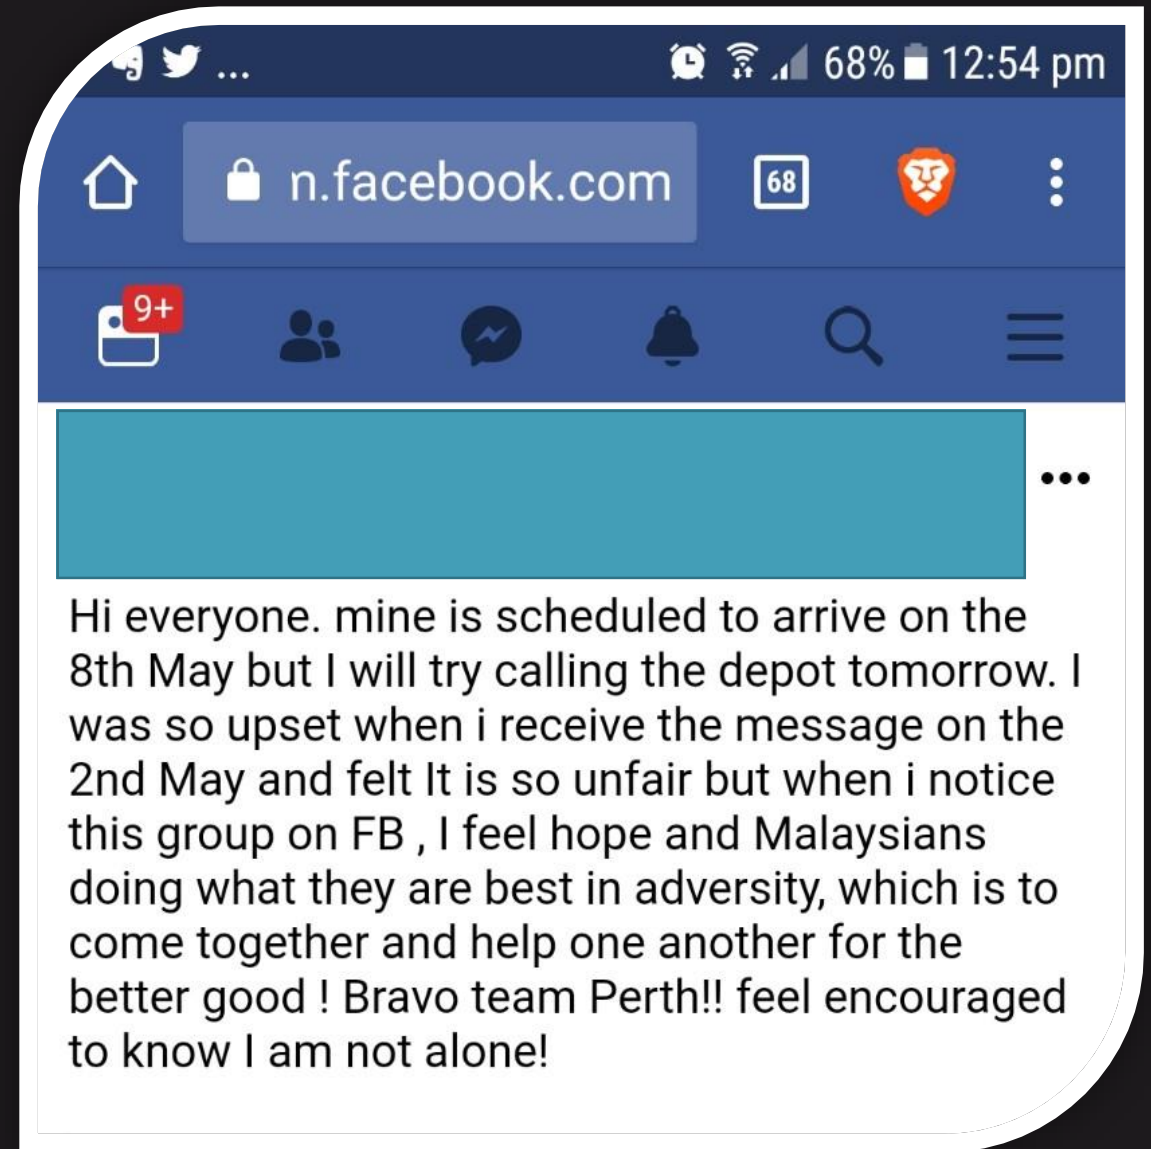 ... 68% 12:54 pm
n.facebook.com 68
9+
Hi everyone. mine is scheduled to arrive on the
8th May but I will try calling the depot tomorrow. I
was so upset when i receive the message on the
2nd May and felt It is so unfair but when i notice
this group on FB , I feel hope and Malaysians
doing what they are best in adversity, which is to
come together and help one another for the
better good ! Bravo team Perth!! feel encouraged
to know I am not alone!